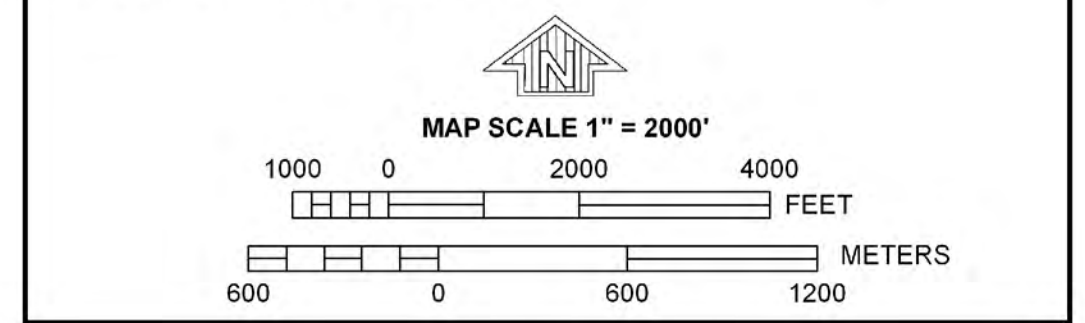 N
MAP SCALE 1" = 2000'
1000 0 2000 4000
FEET
METERS
600 0 600 1200